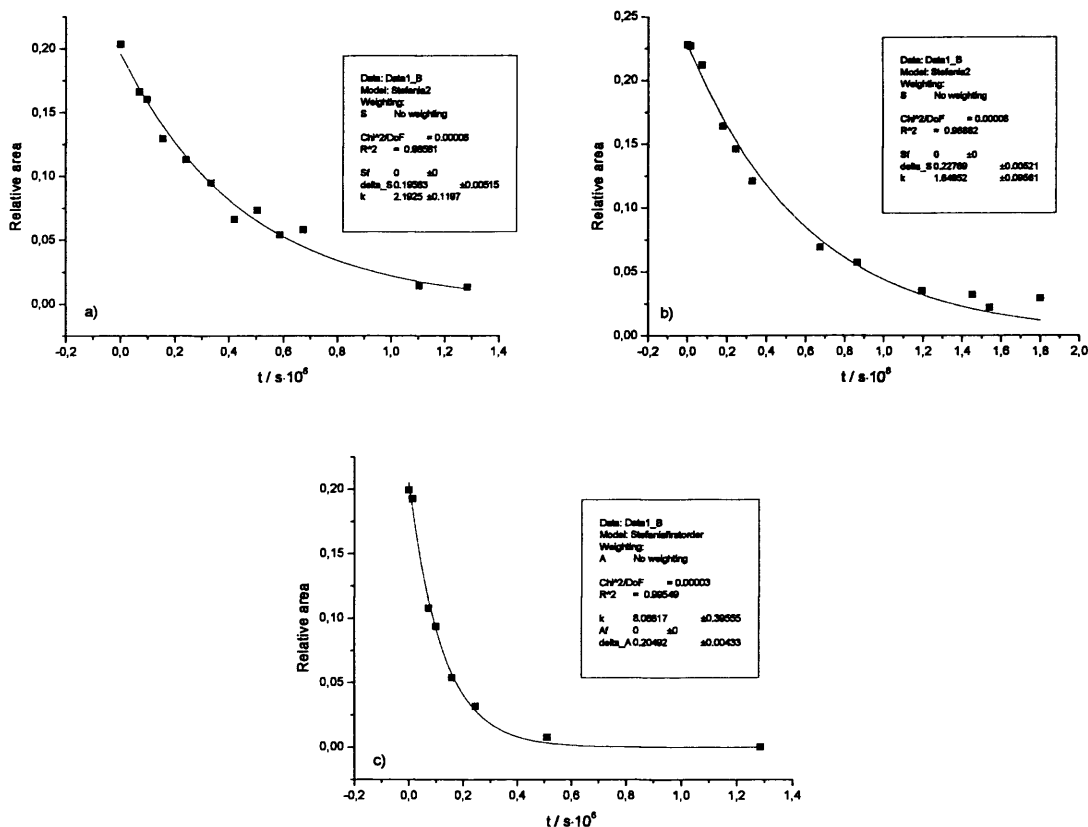 Relative area
0,20
0,15
0,10
0,05
0,00
a)
-0,2 0,0 0,2 0,4 0,6 0,8 1,0 1,2 1,4
t / s·10⁶
Data: Data1_B
Model: Stefania2
Weighting:
S No weighting
Chi^2/DoF = 0.00006
R^2 = 0.98581
Sf 0 ±0
delta_S 0.19583 ±0.00515
k 2.1925 ±0.1197
Relative area
0,25
0,20
0,15
0,10
0,05
0,00
b)
-0,2 0,0 0,2 0,4 0,6 0,8 1,0 1,2 1,4 1,6 1,8 2,0
t / s·10⁶
Data: Data1_B
Model: Stefania2
Weighting:
S No weighting
Chi^2/DoF = 0.00008
R^2 = 0.98882
Sf 0 ±0
delta_S 0.22769 ±0.00521
k ±0.09561
Relative area
0,20
0,15
0,10
0,05
0,00
c)
-0,2 0,0 0,2 0,4 0,6 0,8 1,0 1,2 1,4
t / s·10⁶
Data: Data1_B
Model: Stefaniafirstorder
Weighting:
A No weighting
Chi^2/DoF = 0.00003
R^2 = 0.99549
k ±0.39555
Af 0 ±0
delta_A 0.20492 ±0.00433